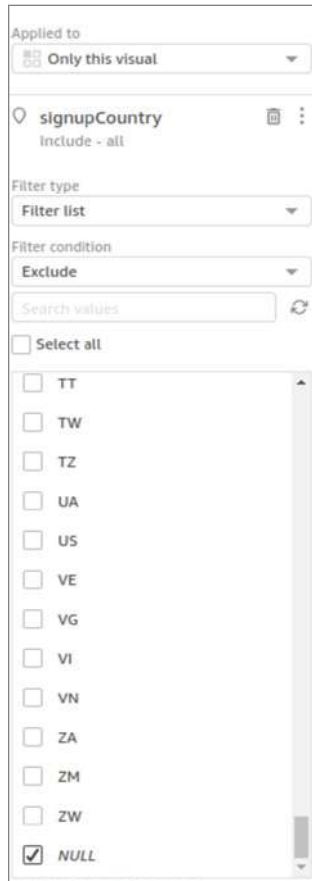 Applied to
Only this visual
signupCountry
Include - all
Filter type
Filter list
Filter condition
Exclude
Search values
Select all
TT
TW
TZ
UA
US
VE
VG
VI
VN
ZA
ZM
ZW
NULL